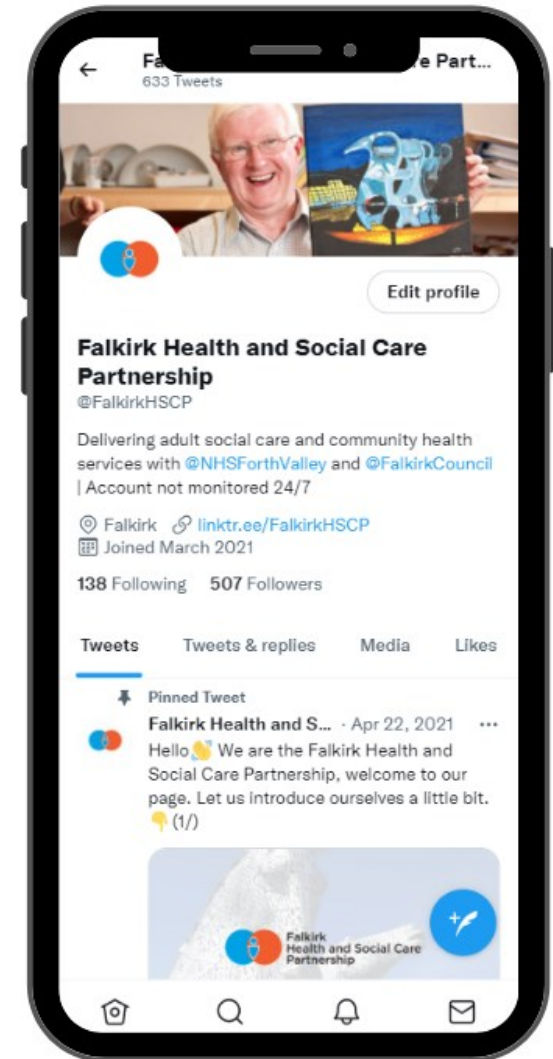 Fa
re Part...
633 Tweets
Edit profile
Falkirk Health and Social Care
Partnership
@FalkirkHSCP
Delivering adult social care and community health
services with @NHSForthValley and @FalkirkCouncil
| Account not monitored 24/7
Falkirk linktr.ee/FalkirkHSCP
Joined March 2021
138 Following 507 Followers
Tweets Tweets & replies Media Likes
Pinned Tweet
Falkirk Health and S... · Apr 22, 2021 ...
Hello👋 We are the Falkirk Health and
Social Care Partnership, welcome to our
page. Let us introduce ourselves a little bit.
👇 (1/)
Falkirk
Health and Social Care
Partnership